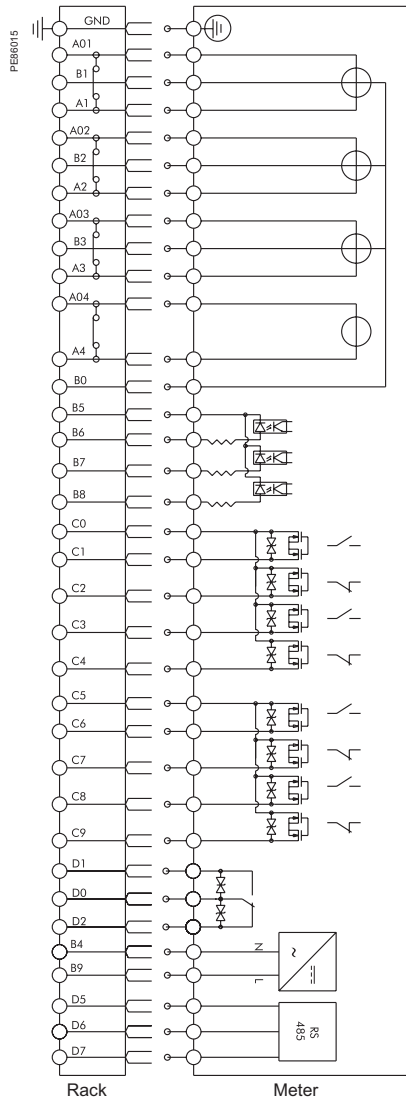 PE86015
GND
A01
B1
A1
A02
B2
A2
A03
B3
A3
A04
A4
B0
B5
B6
B7
B8
C0
C1
C2
C3
C4
C5
C6
C7
C8
C9
D1
D0
D2
B4
N
B9
L
D5
D6
RS
485
D7
Rack
Meter